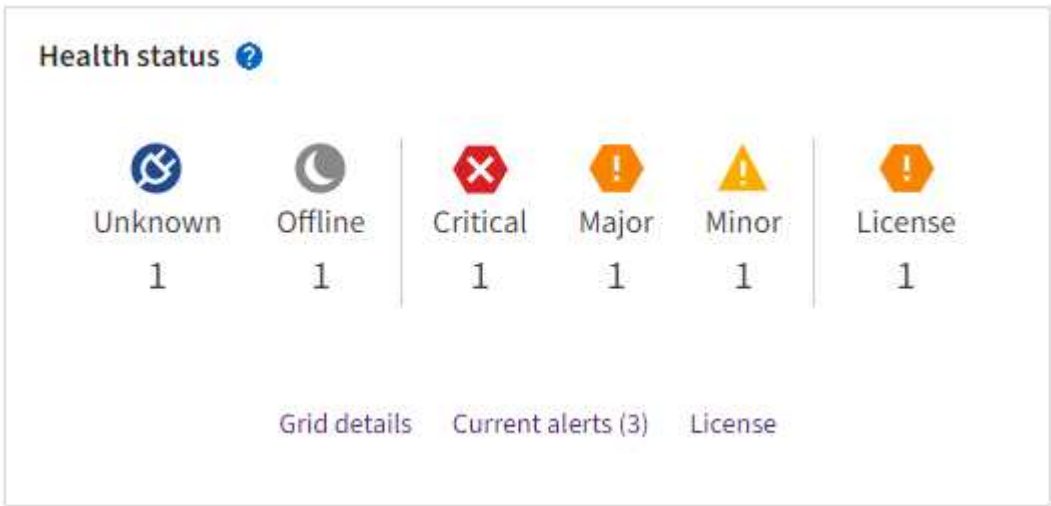 Health status ?
Unknown Offline Critical Major Minor License
1 1 1 1 1 1
Grid details Current alerts (3) License